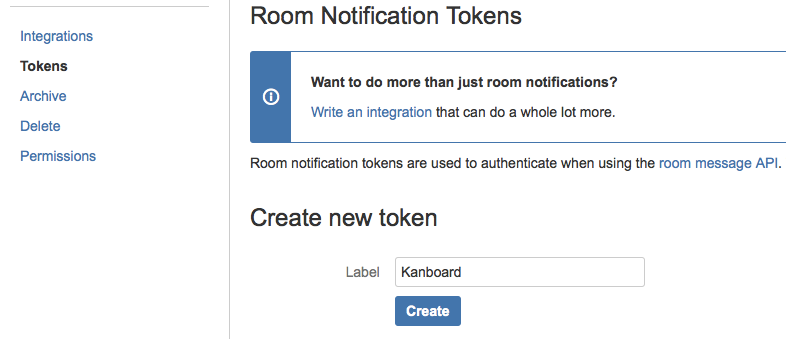 Integrations
Tokens
Archive
Delete
Permissions
Room Notification Tokens
Want to do more than just room notifications?
Write an integration that can do a whole lot more.
Room notification tokens are used to authenticate when using the room message API.
Create new token
Label Kanboard
Create